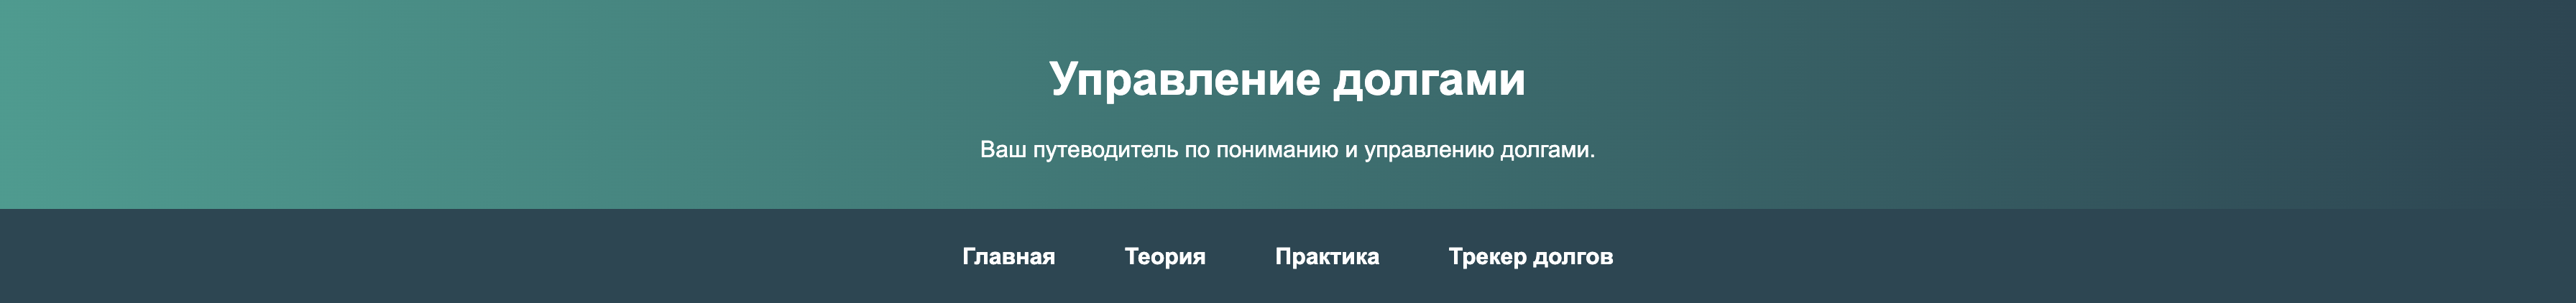 Управление долгами
Ваш путеводитель по пониманию и управлению долгами.
Главная Теория Практика Трекер долгов